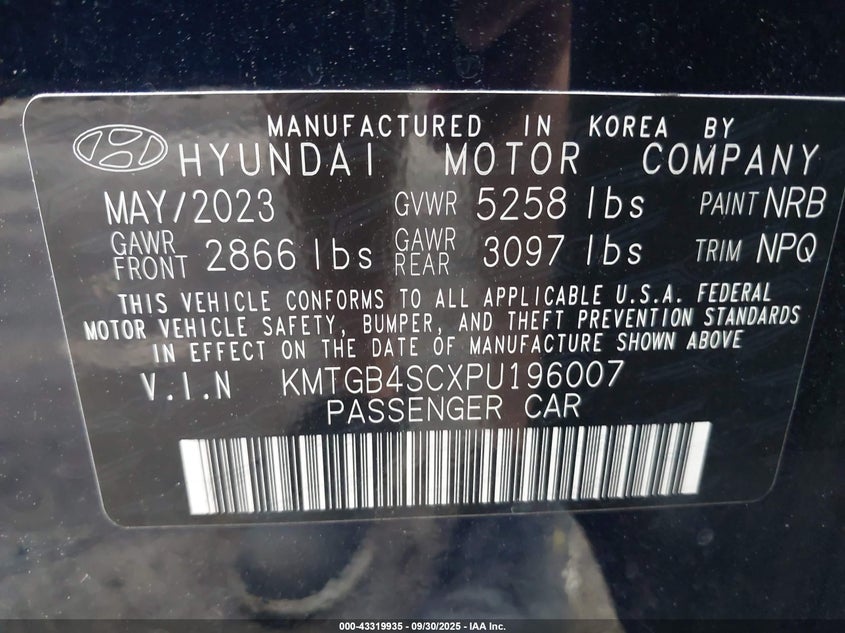 MANUFACTURED IN KOREA BY
HYUNDAI MOTOR COMPANY
MAY/2023 GVWR 5258 lbs PAINT NRB
GAWR FRONT 2866 lbs GAWR REAR 3097 lbs TRIM NPQ
THIS VEHICLE CONFORMS TO ALL APPLICABLE U.S.A. FEDERAL
MOTOR VEHICLE SAFETY, BUMPER, AND THEFT PREVENTION STANDARDS
IN EFFECT ON THE DATE OF MANUFACTURE SHOWN ABOVE
V.I.N KMTGB4SCXPU196007
PASSENGER CAR
000-43319935 - 09/30/2025 - IAA Inc.